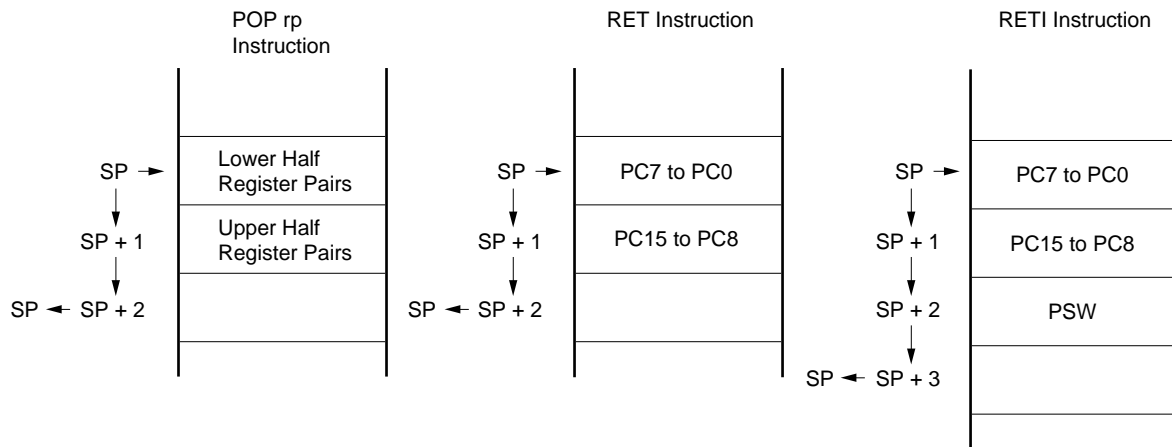 POP rp
Instruction
RET Instruction
RETI Instruction
SP
Lower Half
Register Pairs
SP + 1
Upper Half
Register Pairs
SP
SP + 2
SP
PC7 to PC0
SP + 1
PC15 to PC8
SP
SP + 2
SP
PC7 to PC0
SP + 1
PC15 to PC8
SP + 2
PSW
SP
SP + 3